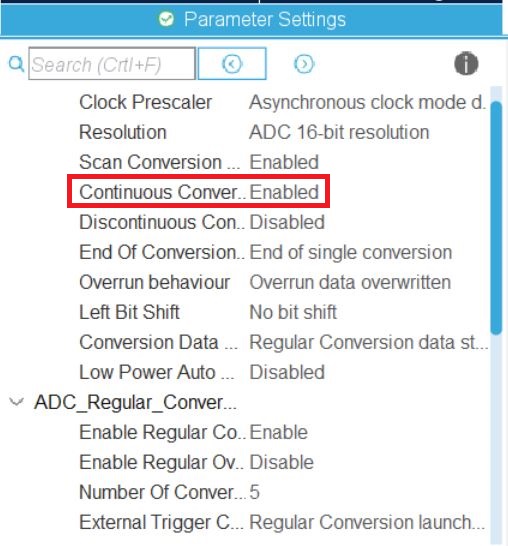 Parameter Settings
Search (Crtl+F)
Clock Prescaler Asynchronous clock mode d.
Resolution ADC 16-bit resolution
Scan Conversion ... Enabled
Continuous Conver.. Enabled
Discontinuous Con.. Disabled
End Of Conversion.. End of single conversion
Overrun behaviour Overrun data overwritten
Left Bit Shift No bit shift
Conversion Data ... Regular Conversion data st...
Low Power Auto ... Disabled
ADC_Regular_Conver...
Enable Regular Co.. Enable
Enable Regular Ov.. Disable
Number Of Conver... 5
External Trigger C... Regular Conversion launch...